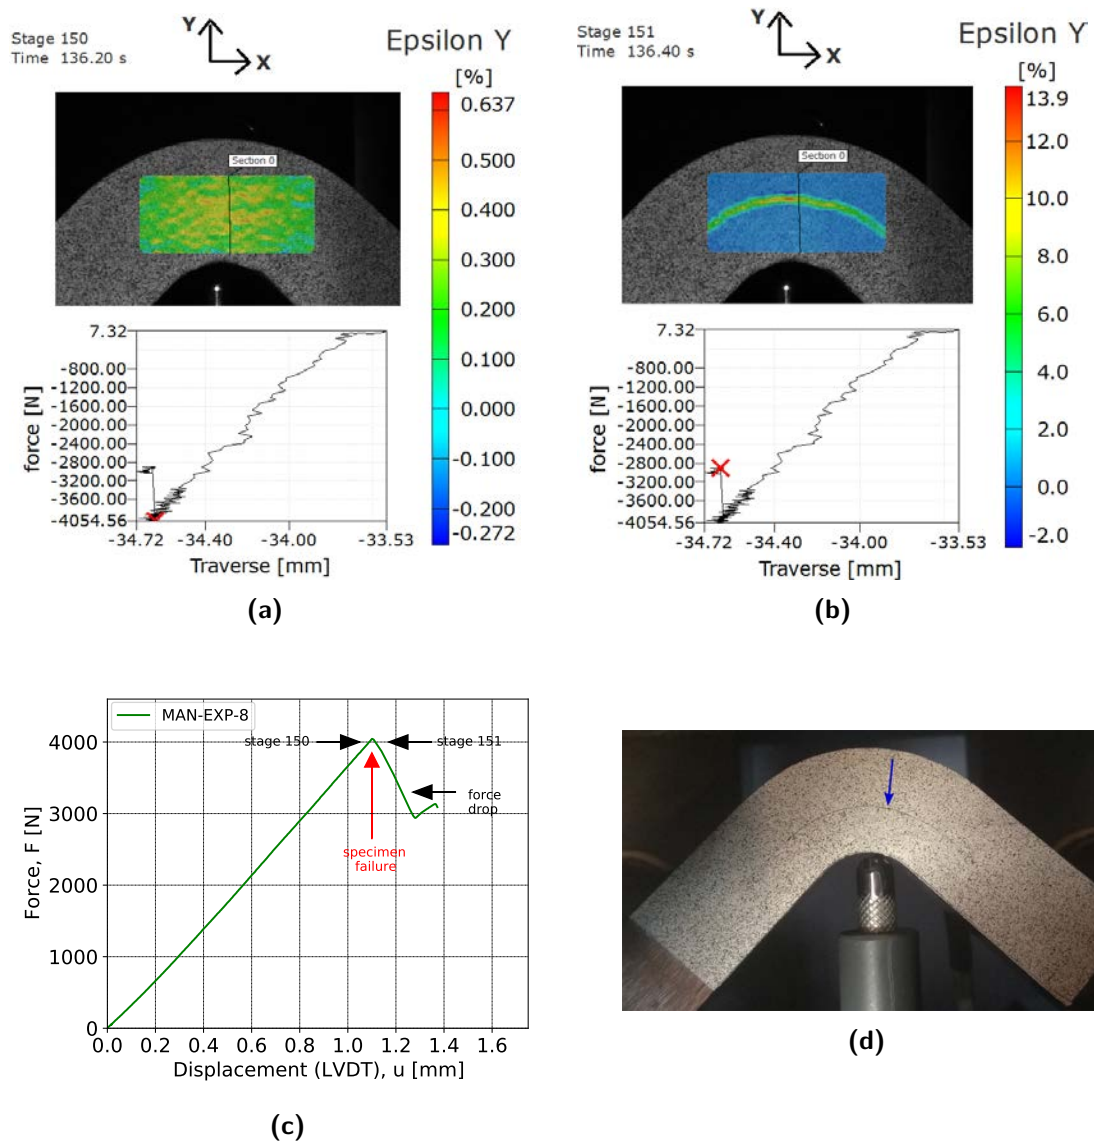 Stage 150
Time 136.20 s
Y
X
Epsilon Y
[%]
Section 0
0.637
0.500
0.400
0.300
0.200
0.100
0.000
-0.100
-0.200
-0.272
force [N]
7.32
-800.00
-1200.00
-1600.00
-2000.00
-2400.00
-2800.00
-3600.00
-4054.56
-34.72 -34.40 -34.00 -33.53
Traverse [mm]
(a)
Stage 151
Time 136.40 s
Y
X
Epsilon Y
[%]
Section 0
13.9
12.0
10.0
8.0
6.0
4.0
2.0
0.0
-2.0
force [N]
7.32
-800.00
-1200.00
-1600.00
-2000.00
-2400.00
-2800.00
-3600.00
-4054.56
-34.72 -34.40 -34.00 -33.53
Traverse [mm]
(b)
MAN-EXP-8
Force, F [N]
4000
3000
2000
1000
0
stage 150
stage 151
force
drop
specimen
failure
0.0 0.2 0.4 0.6 0.8 1.0 1.2 1.4 1.6
Displacement (LVDT), u [mm]
(c)
(d)